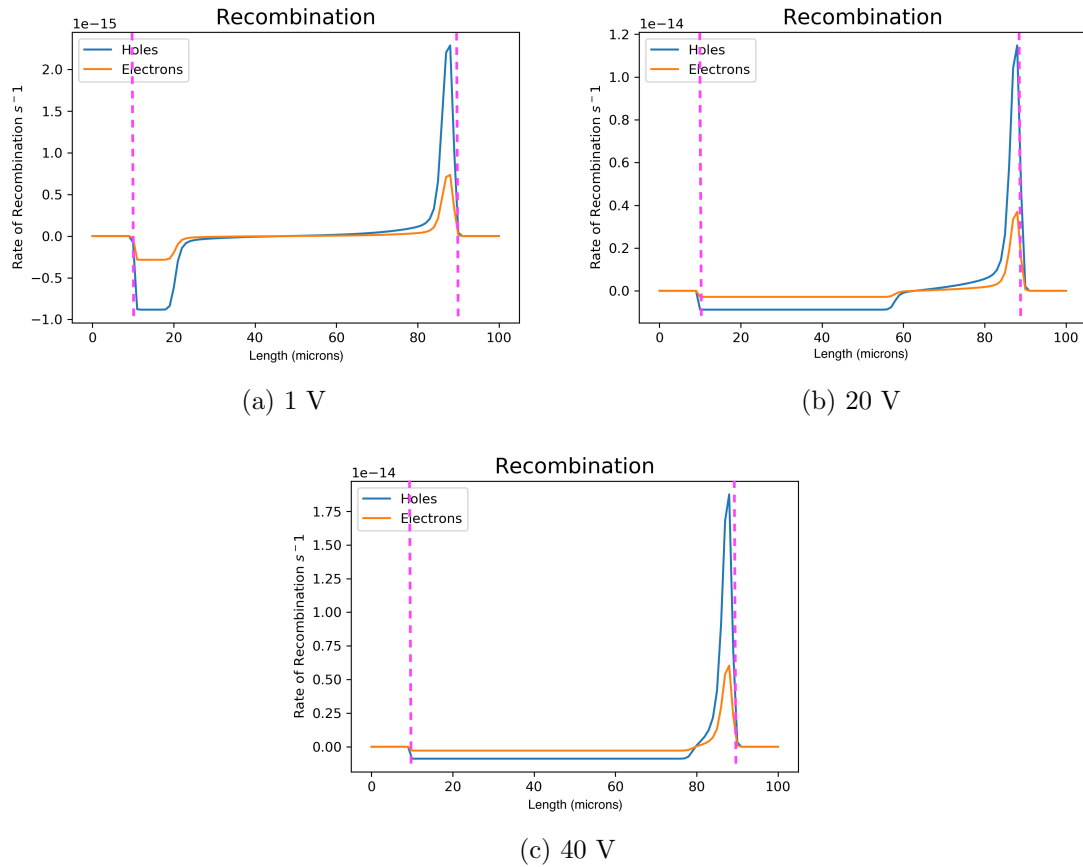 Recombination
1e−15
Holes
Electrons
Rate of Recombination s−1
2.0
1.5
1.0
0.5
0.0
−0.5
−1.0
0 20 40 60 80 100
Length (microns)
(a) 1 V
Recombination
1e−14
Holes
Electrons
Rate of Recombination s−1
1.2
1.0
0.8
0.6
0.4
0.2
0.0
0 20 40 60 80 100
Length (microns)
(b) 20 V
Recombination
1e−14
Holes
Electrons
Rate of Recombination s−1
1.75
1.50
1.25
1.00
0.75
0.50
0.25
0.00
0 20 40 60 80 100
Length (microns)
(c) 40 V